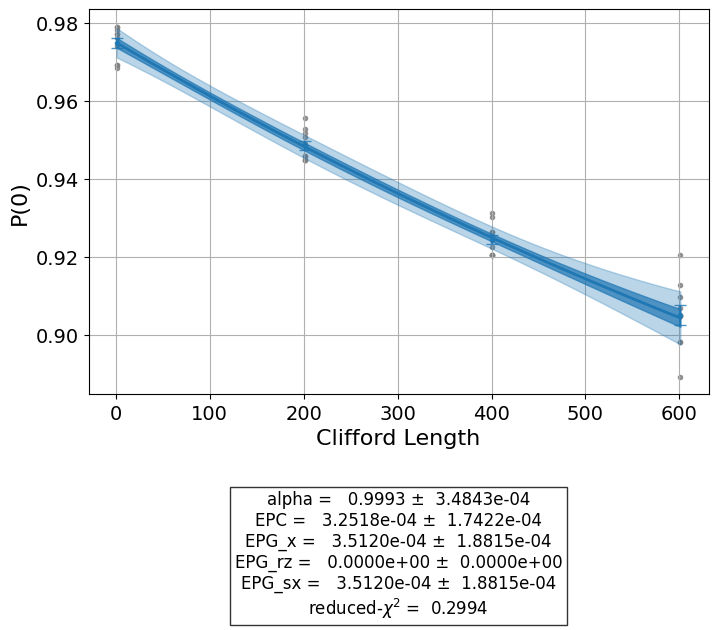 0.98
0.96
0.94
0.92
0.90
P(0)
0 100 200 300 400 500 600
Clifford Length
alpha = 0.9993 ± 3.4843e-04
EPC = 3.2518e-04 ± 1.7422e-04
EPG_x = 3.5120e-04 ± 1.8815e-04
EPG_rz = 0.0000e+00 ± 0.0000e+00
EPG_sx = 3.5120e-04 ± 1.8815e-04
reduced-χ² = 0.2994